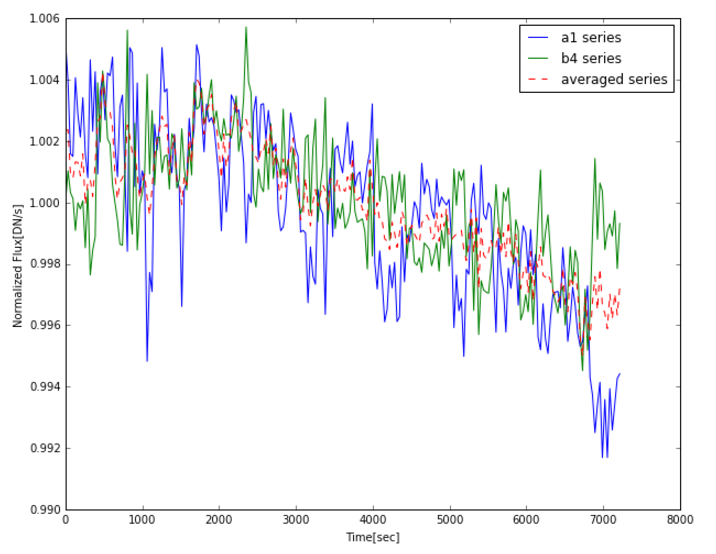 1.006
1.004
1.002
1.000
0.998
0.996
0.994
0.992
0.990
Normalized Flux[DN/s]
a1 series
b4 series
averaged series
0 1000 2000 3000 4000 5000 6000 7000 8000
Time[sec]